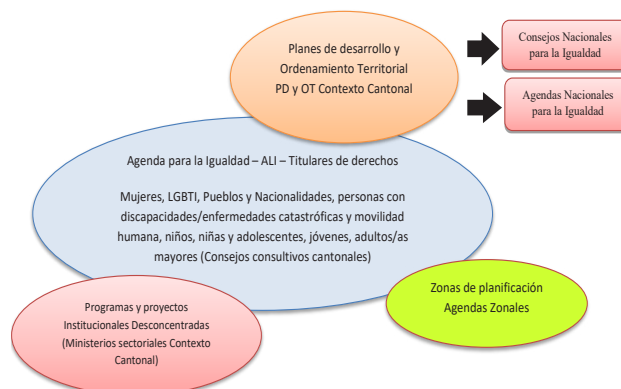 Planes de desarrollo y
Ordenamiento Territorial
PD y OT Contexto Cantonal
Consejos Nacionales
para la Igualdad
Agendas Nacionales
para la Igualdad
Agenda para la Igualdad – ALI – Titulares de derechos
Mujeres, LGBTI, Pueblos y Nacionalidades, personas con
discapacidades/enfermedades catastróficas y movilidad
humana, niños, niñas y adolescentes, jóvenes, adultos/as
mayores (Consejos consultivos cantonales)
Zonas de planificación
Agendas Zonales
Programas y proyectos
Institucionales Desconcentradas
(Ministerios sectoriales Contexto
Cantonal)